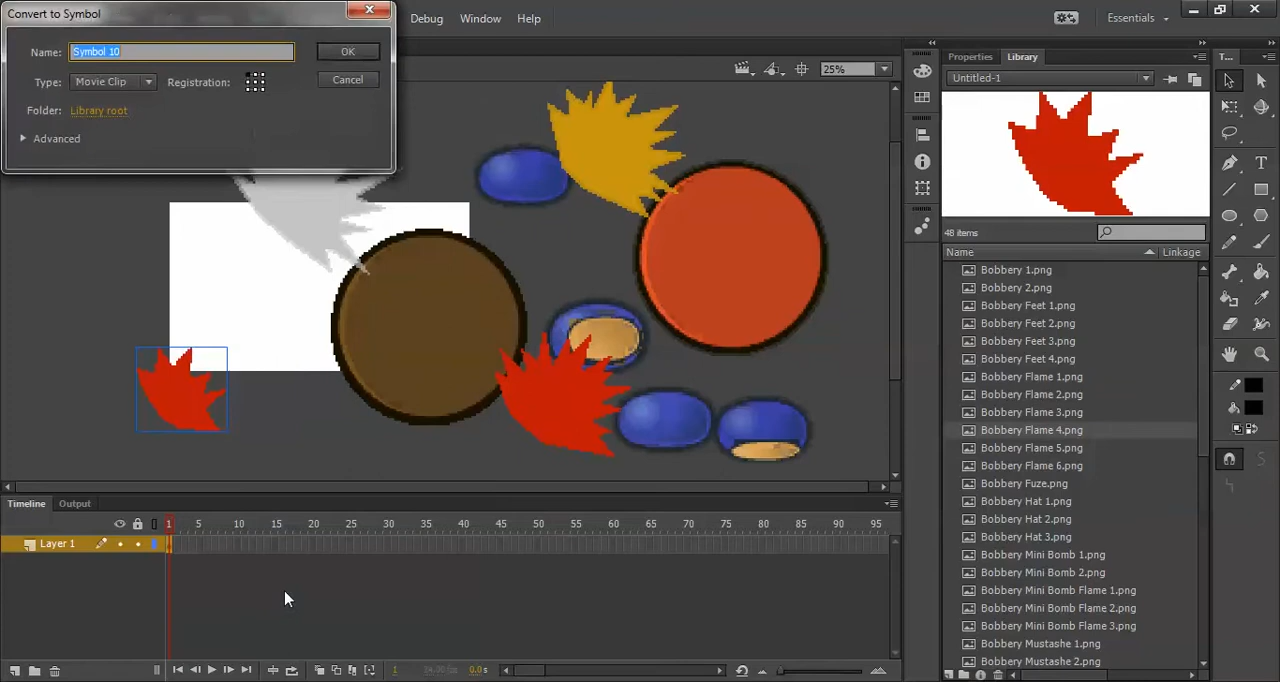 Convert to Symbol
Debug Window Help
Essentials
Name: Symbol 10
OK
Type: Movie Clip Registration:
Cancel
Folder: Library root
Advanced
25%
Properties Library
T...
Untitled-1
48 items
Name Linkage
Bobbery 1.png
Bobbery 2.png
Bobbery Feet 1.png
Bobbery Feet 2.png
Bobbery Feet 3.png
Bobbery Feet 4.png
Bobbery Flame 1.png
Bobbery Flame 2.png
Bobbery Flame 3.png
Bobbery Flame 4.png
Bobbery Flame 5.png
Bobbery Flame 6.png
Bobbery Fuze.png
Bobbery Hat 1.png
Bobbery Hat 2.png
Bobbery Hat 3.png
Bobbery Mini Bomb 1.png
Bobbery Mini Bomb 2.png
Bobbery Mini Bomb Flame 1.png
Bobbery Mini Bomb Flame 2.png
Bobbery Mini Bomb Flame 3.png
Bobbery Mustashe 1.png
Bobbery Mustashe 2.png
Timeline Output
1 5 10 15 20 25 30 35 40 45 50 55 60 65 70 75 80 85 90 95
Layer 1
1 24.00 fps 0.0 s